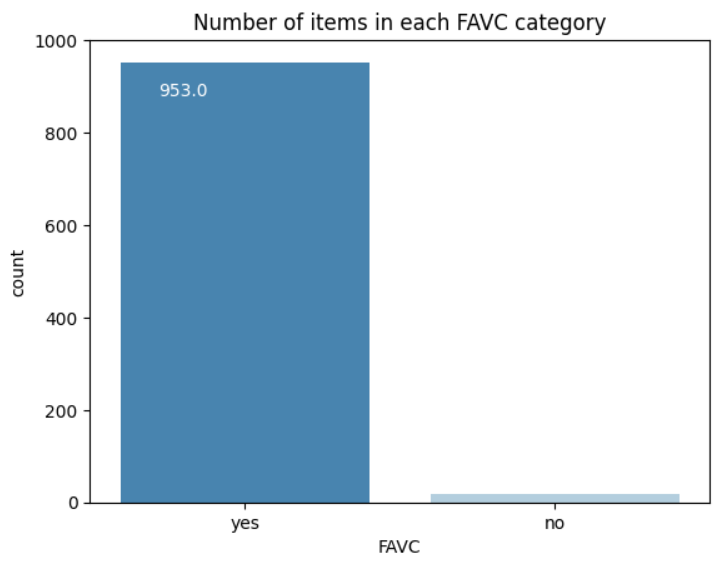 Number of items in each FAVC category
1000
953.0
800
600
count
400
200
0
yes no
FAVC